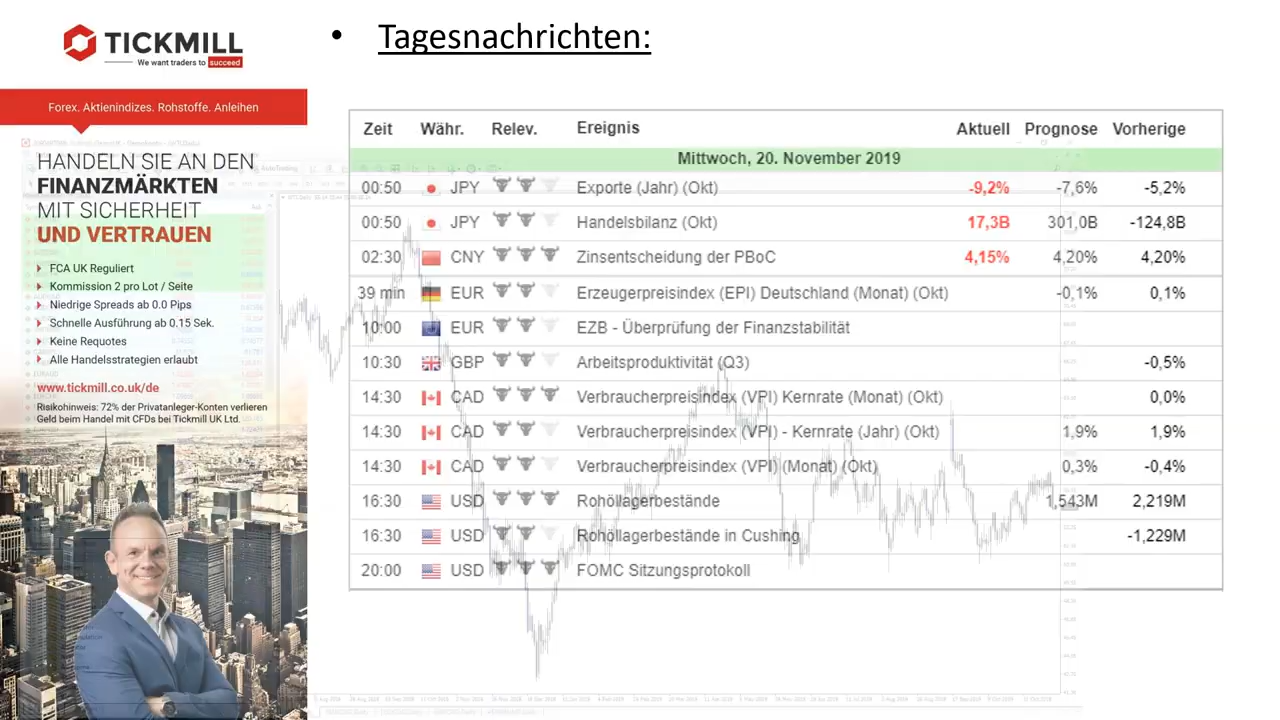 TICKMILL
We want traders to succeed
Forex. Aktienindizes. Rohstoffe. Anleihen
HANDELN SIE AN DEN
FINANZMÄRKTEN
MIT SICHERHEIT
UND VERTRAUEN
FCA UK Reguliert
Kommission 2 pro Lot / Seite
Niedrige Spreads ab 0.0 Pips
Schnelle Ausführung ab 0.15 Sek.
Keine Requotes
Alle Handelsstrategien erlaubt
www.tickmill.co.uk/de
Risikohinweis: 72% der Privatanleger-Konten verlieren
Geld beim Handel mit CFDs bei Tickmill UK Ltd.
• Tagesnachrichten:
Zeit Währ. Relev. Ereignis Aktuell Prognose Vorherige
Mittwoch, 20. November 2019
00:50 JPY Exporte (Jahr) (Okt) -9,2% -7,6% -5,2%
00:50 JPY Handelsbilanz (Okt) 17,3B 301,0B -124,8B
02:30 CNY Zinsentscheidung der PBoC 4,15% 4,20% 4,20%
39 min EUR Erzeugerpreisindex (EPI) Deutschland (Monat) (Okt) -0,1% 0,1%
10:00 EUR EZB - Überprüfung der Finanzstabilität
10:30 GBP Arbeitsproduktivität (Q3) -0,5%
14:30 CAD Verbraucherpreisindex (VPI) Kernrate (Monat) (Okt) 0,0%
14:30 CAD Verbraucherpreisindex (VPI) - Kernrate (Jahr) (Okt) 1,9% 1,9%
14:30 CAD Verbraucherpreisindex (VPI) (Monat) (Okt) 0,3% -0,4%
16:30 USD Rohöllagerbestände 1,543M 2,219M
16:30 USD Rohöllagerbestände in Cushing -1,229M
20:00 USD FOMC Sitzungsprotokoll